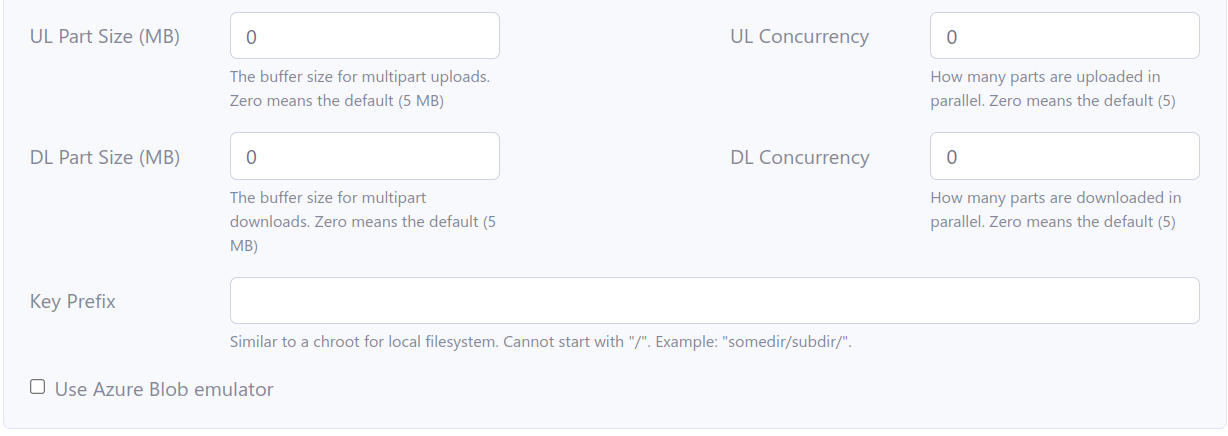 UL Part Size (MB)
0
The buffer size for multipart uploads.
Zero means the default (5 MB)
UL Concurrency
0
How many parts are uploaded in
parallel. Zero means the default (5)
DL Part Size (MB)
0
The buffer size for multipart
downloads. Zero means the default (5
MB)
DL Concurrency
0
How many parts are downloaded in
parallel. Zero means the default (5)
Key Prefix
Similar to a chroot for local filesystem. Cannot start with "/". Example: "somedir/subdir/".
Use Azure Blob emulator